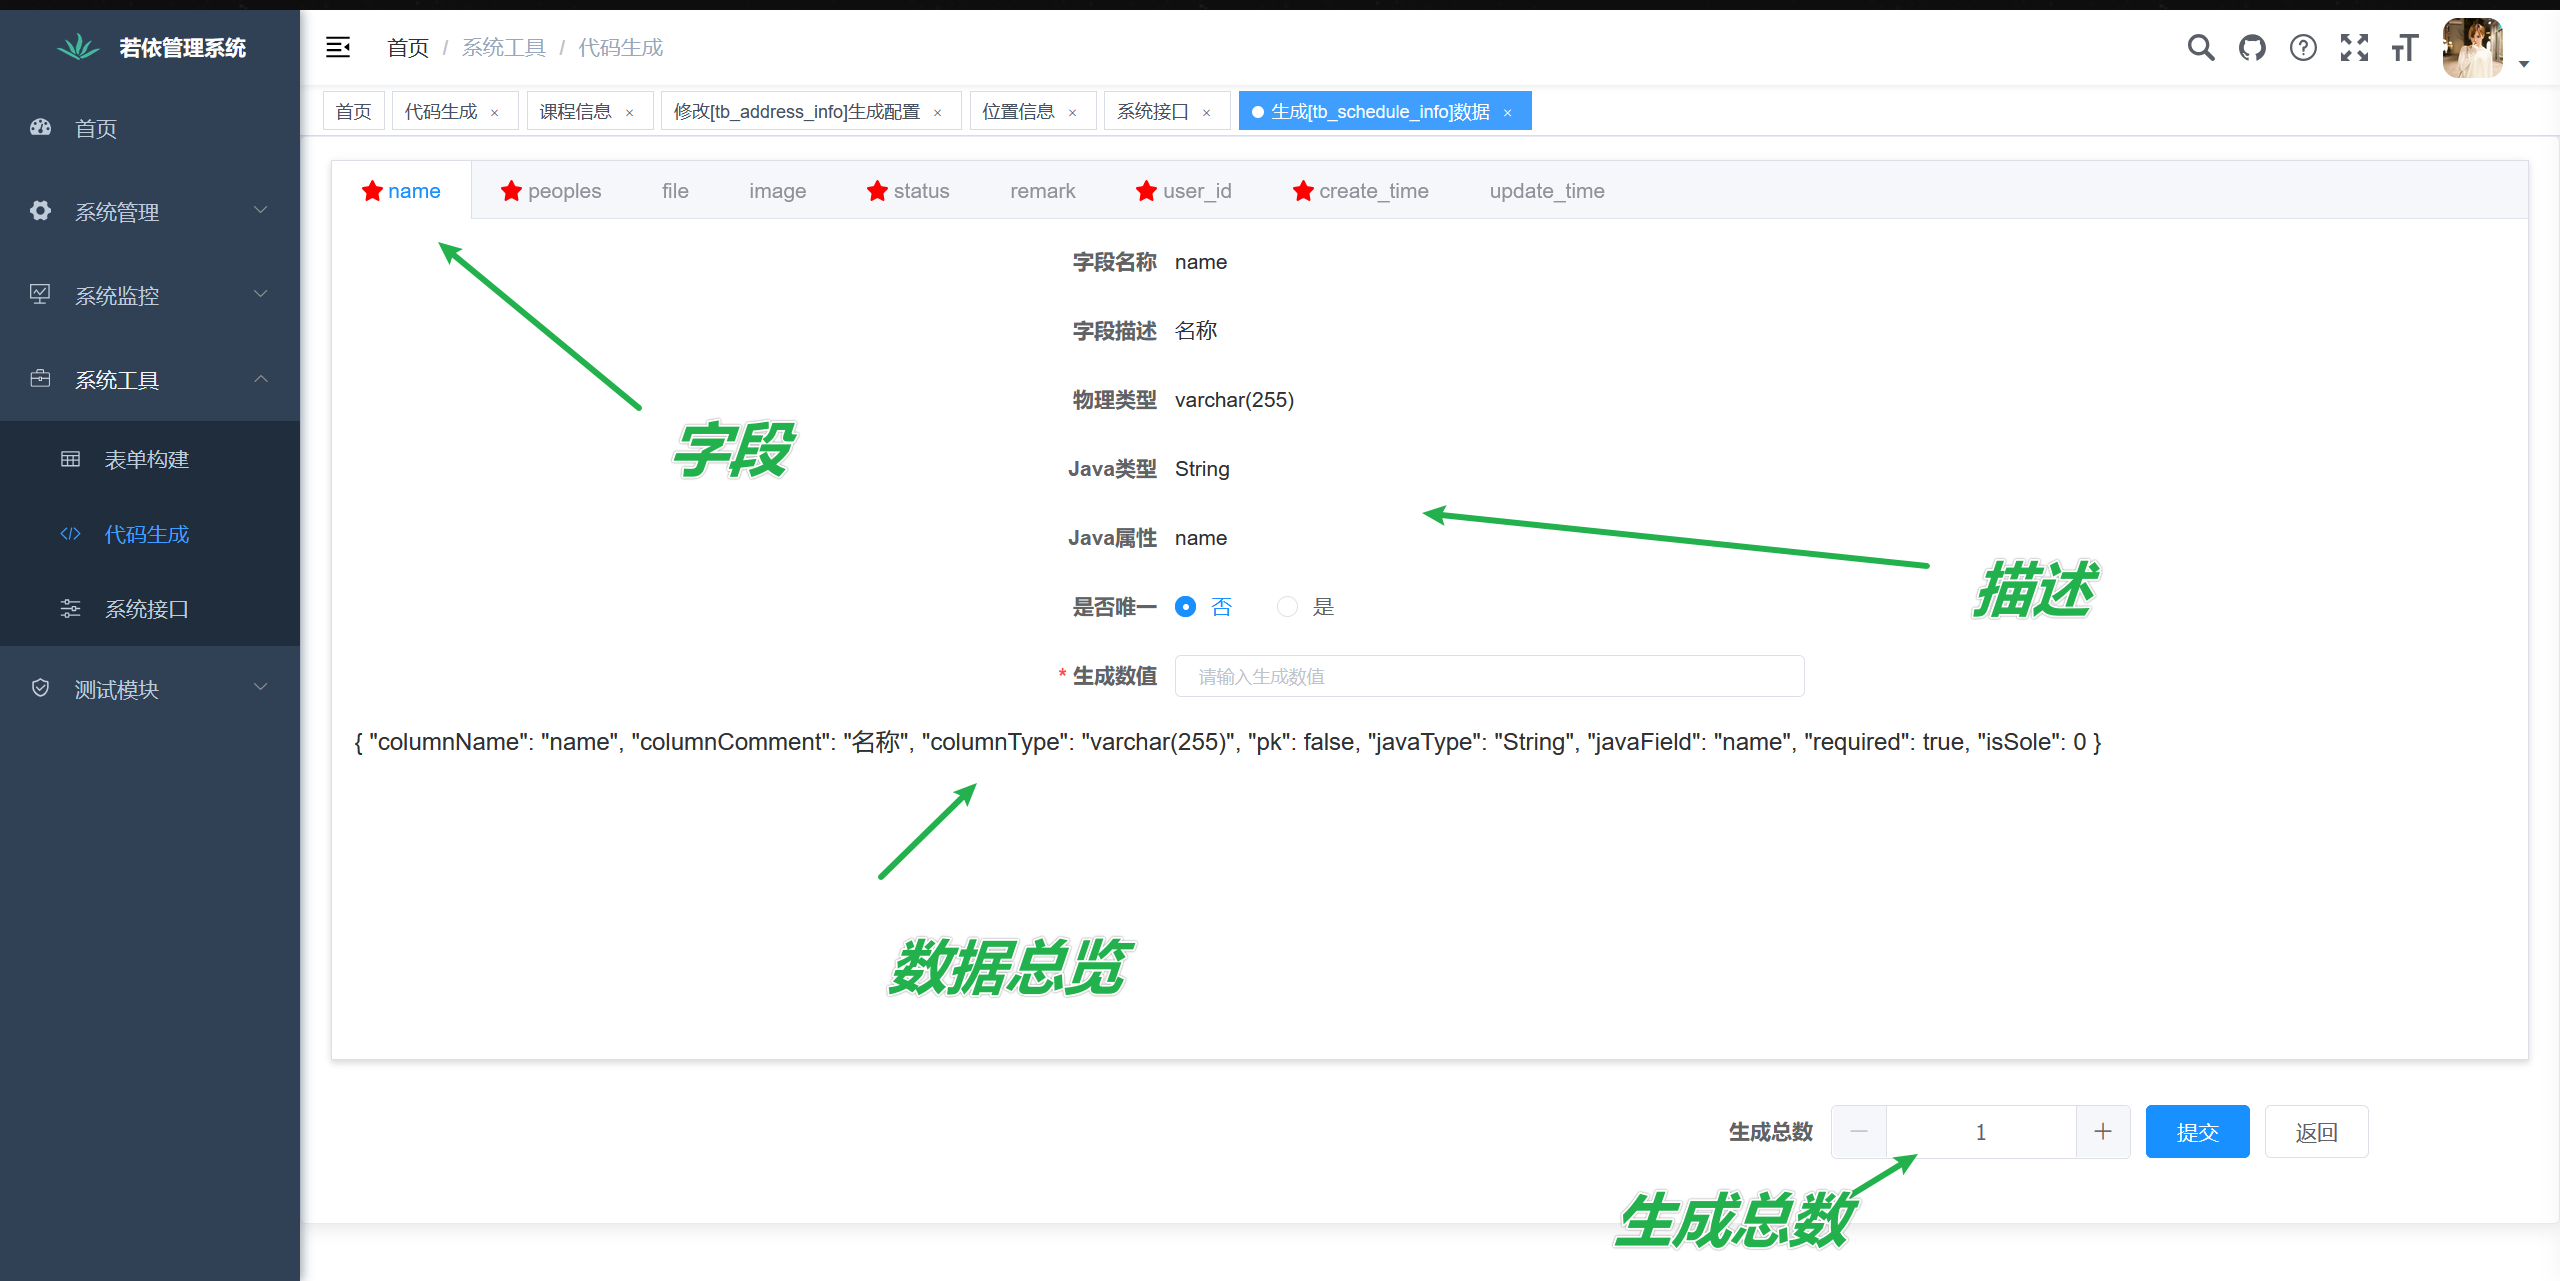 若依管理系统
首页 / 系统工具 / 代码生成
首页
代码生成 ×
课程信息 ×
修改[tb_address_info]生成配置 ×
位置信息 ×
系统接口 ×
生成[tb_schedule_info]数据 ×
首页
系统管理
系统监控
系统工具
表单构建
代码生成
系统接口
测试模块
name
peoples
file
image
status
remark
user_id
create_time
update_time
字段名称 name
字段描述 名称
物理类型 varchar(255)
Java类型 String
Java属性 name
是否唯一 否 是
* 生成数值 请输入生成数值
{ "columnName": "name", "columnComment": "名称", "columnType": "varchar(255)", "pk": false, "javaType": "String", "javaField": "name", "required": true, "isSole": 0 }
字段
描述
数据总览
生成总数 − 1 + 提交 返回
生成总数